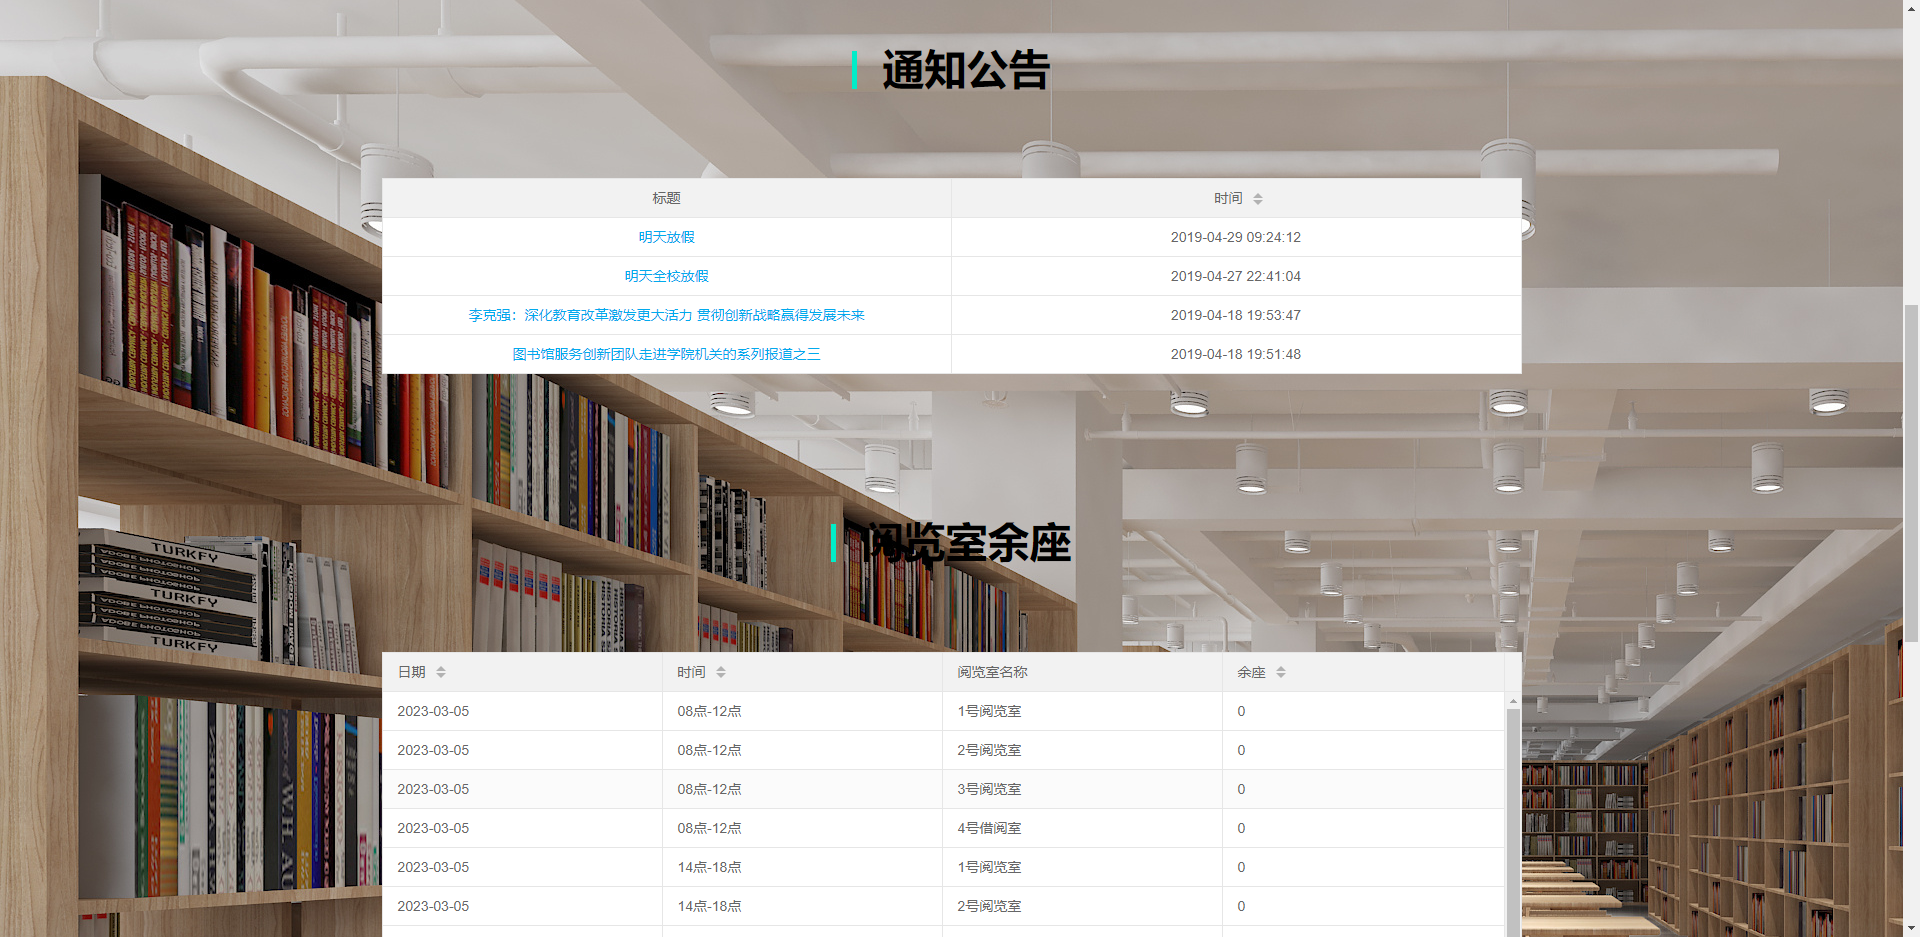 通知公告
标题 时间
明天放假 2019-04-29 09:24:12
明天全校放假 2019-04-27 22:41:04
李克强：深化教育改革激发更大活力 贯彻创新战略赢得发展未来 2019-04-18 19:53:47
图书馆服务创新团队走进学院机关的系列报道之三 2019-04-18 19:51:48
TURKFY
ADOBE PHOTOSHOP
TURKFY
ADOBE PHOTOSHOP
TURKFY
阅览室余座
日期 时间 阅览室名称 余座
2023-03-05 08点-12点 1号阅览室 0
2023-03-05 08点-12点 2号阅览室 0
2023-03-05 08点-12点 3号阅览室 0
2023-03-05 08点-12点 4号借阅室 0
2023-03-05 14点-18点 1号阅览室 0
2023-03-05 14点-18点 2号阅览室 0